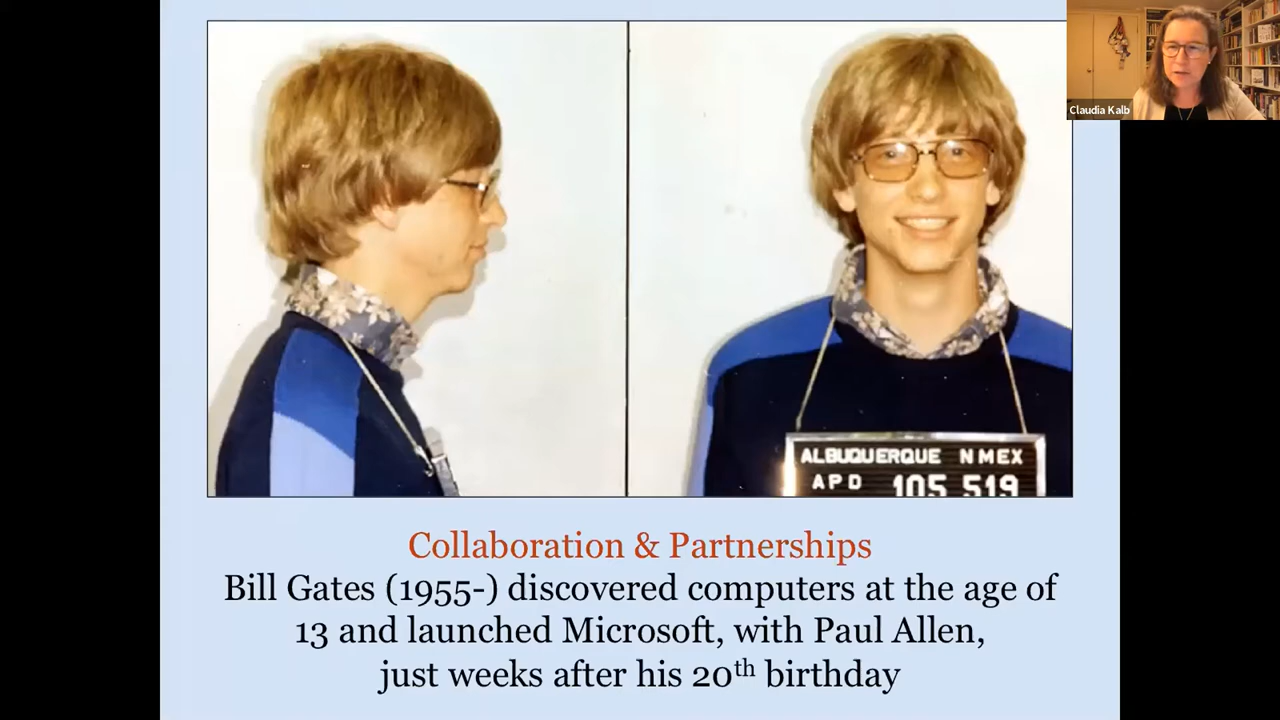 Claudia Kalb
ALBUQUERQUE N MEX
APD 105 519
Collaboration & Partnerships
Bill Gates (1955-) discovered computers at the age of
13 and launched Microsoft, with Paul Allen,
just weeks after his 20th birthday